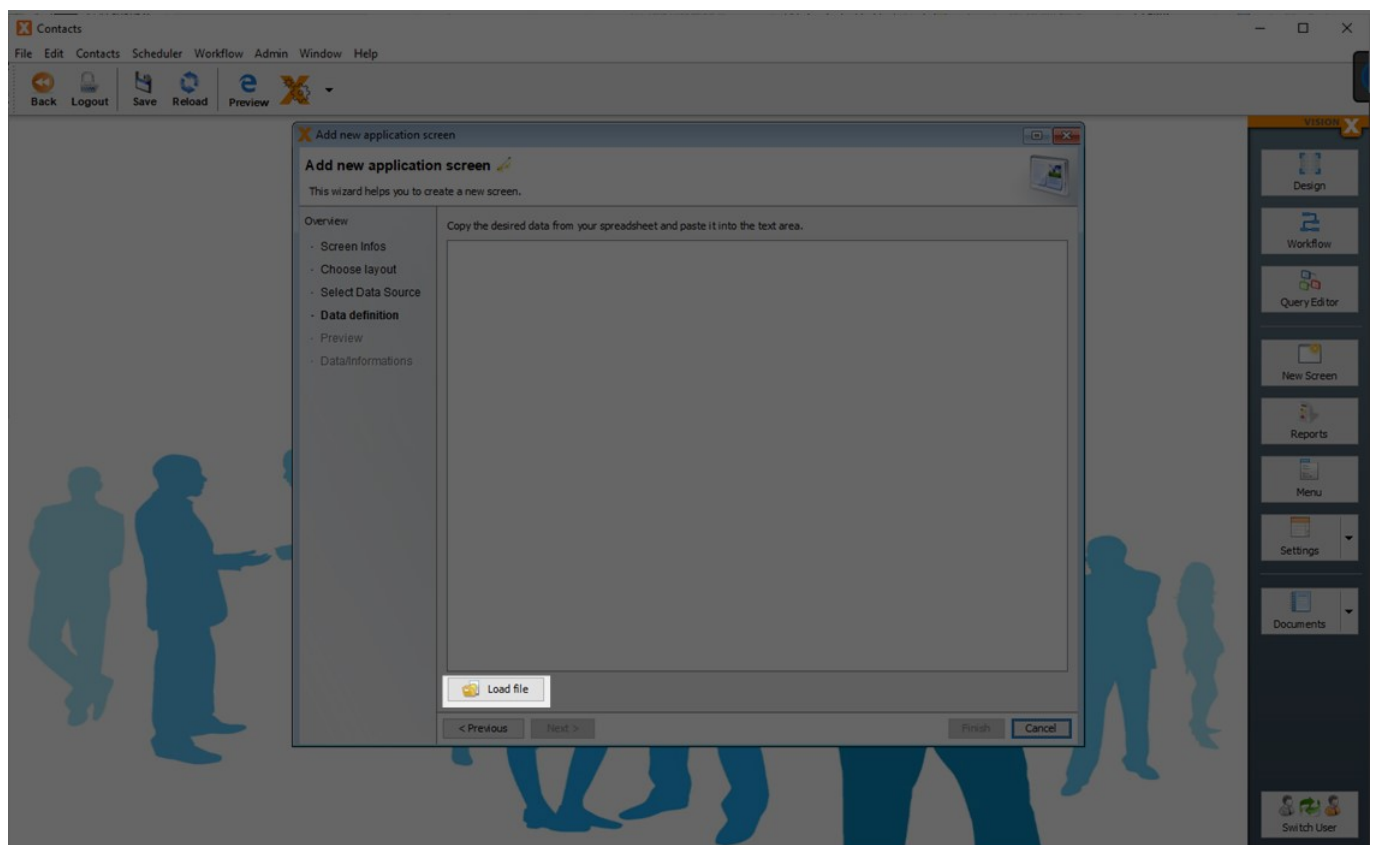 Contacts
File Edit Contacts Scheduler Workflow Admin Window Help
Back Logout Save Reload Preview
VISION X
Add new application screen
Add new application screen
This wizard helps you to create a new screen.
Overview
· Screen Infos
· Choose layout
· Select Data Source
· Data definition
· Preview
· Data/Informations
Copy the desired data from your spreadsheet and paste it into the text area.
Load file
< Previous Next > Finish Cancel
Design
Workflow
Query Editor
New Screen
Reports
Menu
Settings
Documents
Switch User